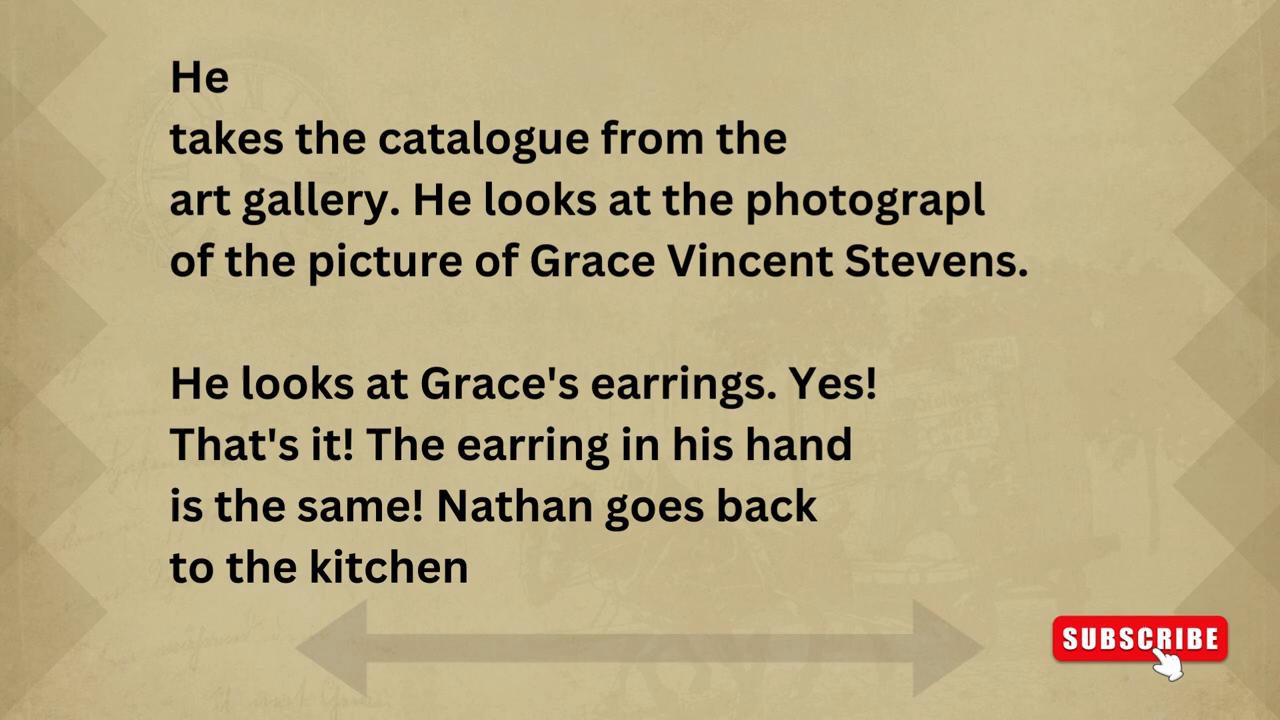 He
takes the catalogue from the
art gallery. He looks at the photograpl
of the picture of Grace Vincent Stevens.
He looks at Grace's earrings. Yes!
That's it! The earring in his hand
is the same! Nathan goes back
to the kitchen
SUBSCRIBE